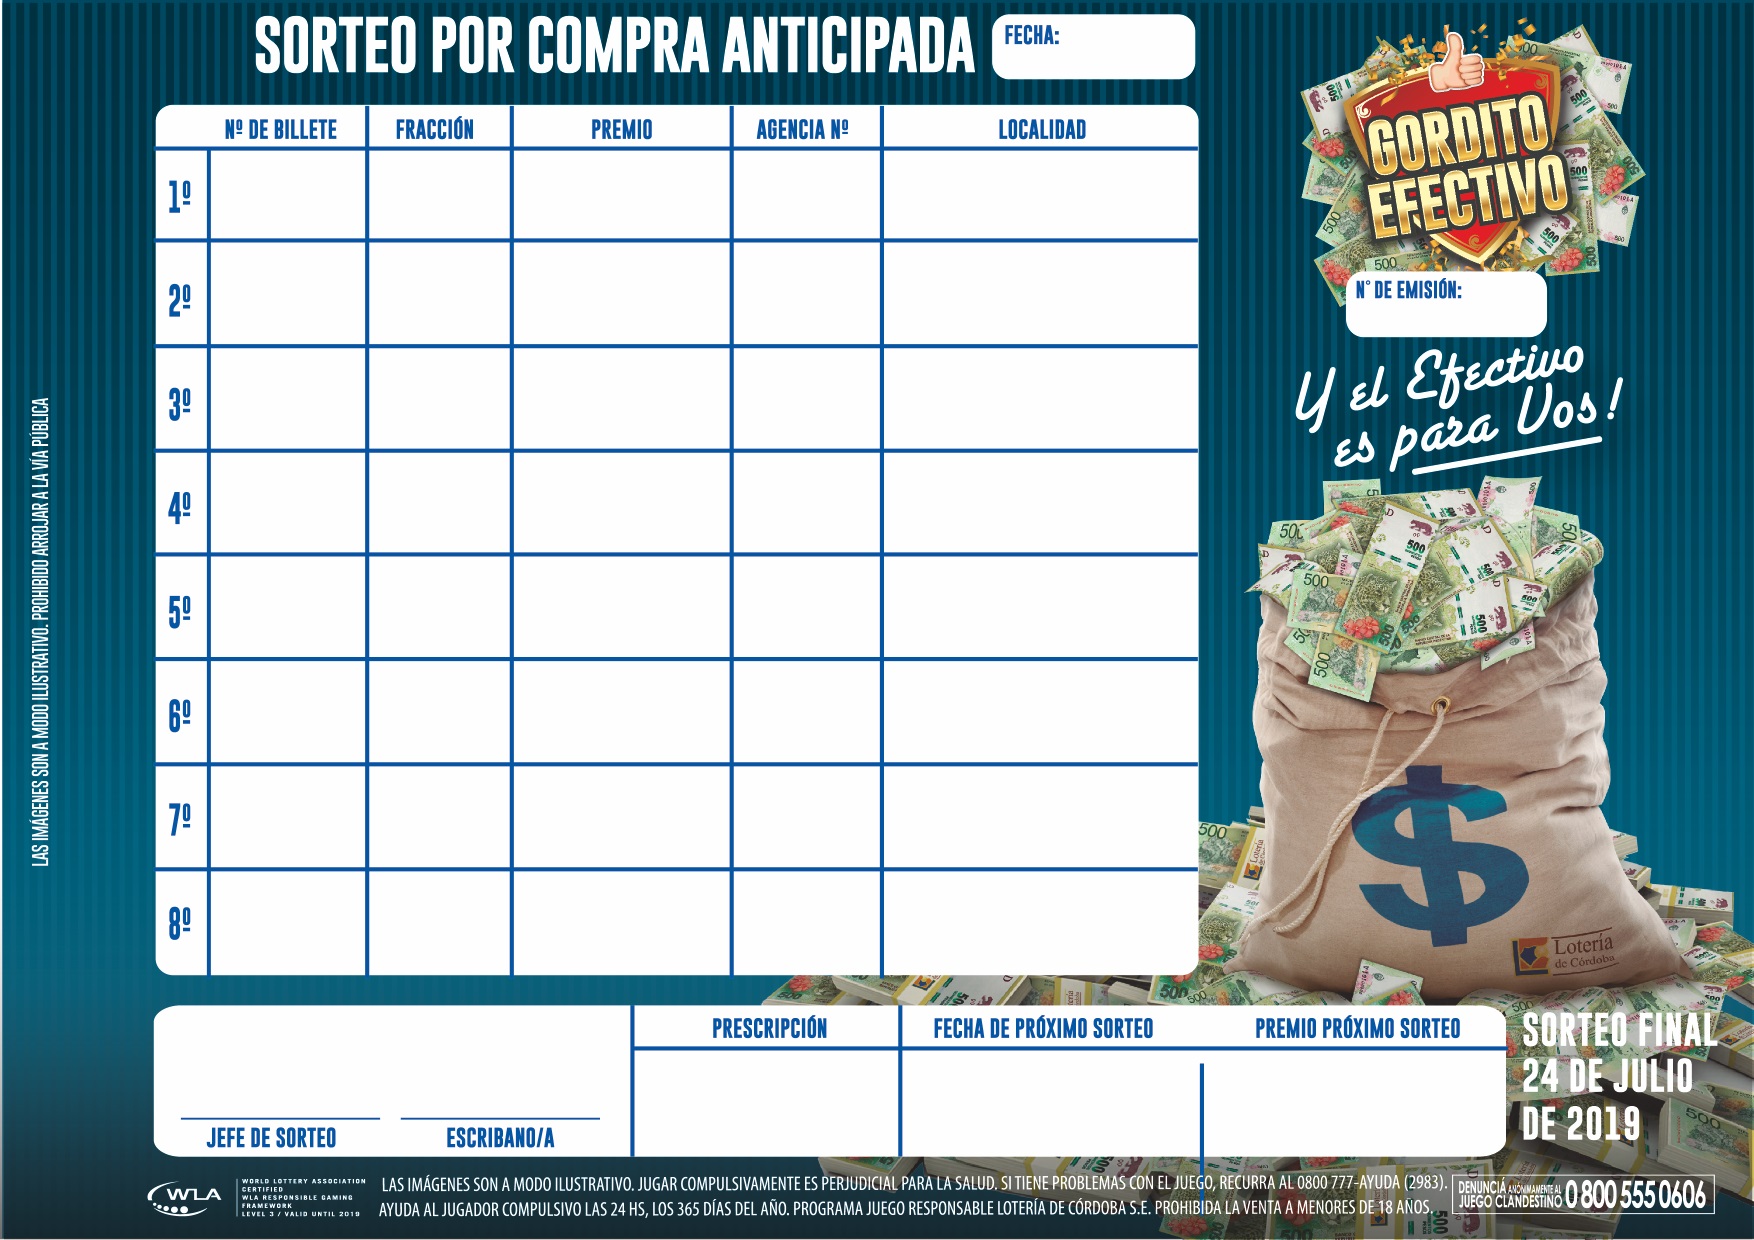 SORTEO POR COMPRA ANTICIPADA
FECHA:
Nº DE BILLETE
FRACCIÓN
PREMIO
AGENCIA Nº
LOCALIDAD
1º
2º
3º
4º
5º
6º
7º
8º
GORDITO
EFECTIVO
N° DE EMISIÓN:
Y el Efectivo
es para Vos!
$
Lotería
de Córdoba
LAS IMÁGENES SON A MODO ILUSTRATIVO. PROHIBIDO ARROJAR A LA VÍA PÚBLICA
JEFE DE SORTEO
ESCRIBANO/A
PRESCRIPCIÓN
FECHA DE PRÓXIMO SORTEO
PREMIO PRÓXIMO SORTEO
SORTEO FINAL
24 DE JULIO
DE 2019
WLA
WORLD LOTTERY ASSOCIATION
CERTIFIED
WLA RESPONSIBLE GAMING
FRAMEWORK
LEVEL 3 / VALID UNTIL 2019
LAS IMÁGENES SON A MODO ILUSTRATIVO. JUGAR COMPULSIVAMENTE ES PERJUDICIAL PARA LA SALUD. SI TIENE PROBLEMAS CON EL JUEGO, RECURRA AL 0800 777-AYUDA (2983).
AYUDA AL JUGADOR COMPULSIVO LAS 24 HS, LOS 365 DÍAS DEL AÑO. PROGRAMA JUEGO RESPONSABLE LOTERÍA DE CÓRDOBA S.E. PROHIBIDA LA VENTA A MENORES DE 18 AÑOS.
DENUNCIÁ ANÓNIMAMENTE AL
JUEGO CLANDESTINO 0 800 555 0606